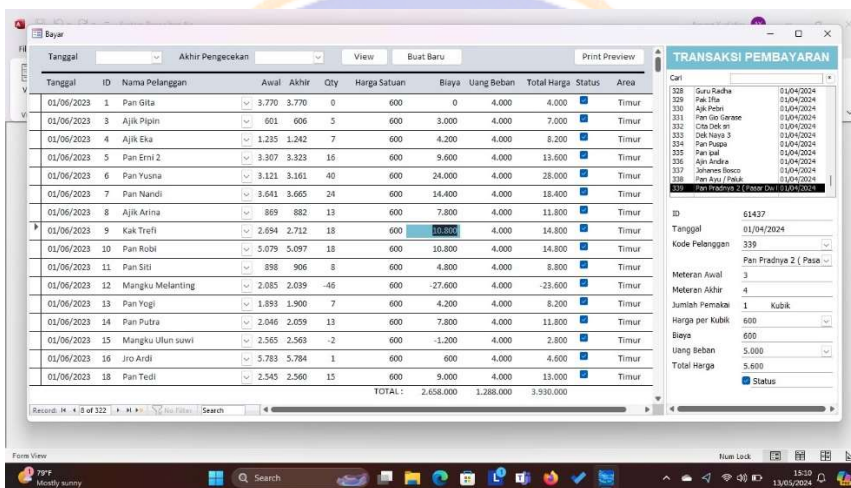 Bayar
Tanggal Akhir Pengecekan View Buat Baru Print Preview
Tanggal ID Nama Pelanggan Awal Akhir Qty Harga Satuan Biaya Uang Beban Total Harga Status Area
01/06/2023 1 Pan Gita 3.770 3.770 0 600 0 4.000 4.000 Timur
01/06/2023 3 Ajik Pipin 601 606 5 600 3.000 4.000 7.000 Timur
01/06/2023 4 Ajik Eka 1.235 1.242 7 600 4.200 4.000 8.200 Timur
01/06/2023 5 Pan Erni 2 3.307 3.323 16 600 9.600 4.000 13.600 Timur
01/06/2023 6 Pan Yusna 3.121 3.161 40 600 24.000 4.000 28.000 Timur
01/06/2023 7 Pan Nandi 3.641 3.665 24 600 14.400 4.000 18.400 Timur
01/06/2023 8 Ajik Arina 869 882 13 600 7.800 4.000 11.800 Timur
01/06/2023 9 Kak Trefi 2.694 2.712 18 600 10.800 4.000 14.800 Timur
01/06/2023 10 Pan Robi 5.079 5.097 18 600 10.800 4.000 14.800 Timur
01/06/2023 11 Pan Siti 898 906 8 600 4.800 4.000 8.800 Timur
01/06/2023 12 Mangku Melanting 2.085 2.039 -46 600 -27.600 4.000 -23.600 Timur
01/06/2023 13 Pan Yogi 1.893 1.900 7 600 4.200 4.000 8.200 Timur
01/06/2023 14 Pan Putra 2.046 2.059 13 600 7.800 4.000 11.800 Timur
01/06/2023 15 Mangku Ulun suwi 2.565 2.563 -2 600 -1.200 4.000 2.800 Timur
01/06/2023 16 Jro Ardi 5.783 5.784 1 600 600 4.000 4.600 Timur
01/06/2023 18 Pan Tedi 2.545 2.560 15 600 9.000 4.000 13.000 Timur
TOTAL : 2.658.000 1.288.000 3.930.000
Record: 8 of 322 No Filter Search
TRANSAKSI PEMBAYARAN
Cari
328 Guru Radha 01/04/2024
329 Pak Ifta 01/04/2024
330 Ajk Pebri 01/04/2024
331 Pan Gio Garase 01/04/2024
332 Cita Dek sri 01/04/2024
333 Dek Naya 3 01/04/2024
334 Pan Puspa 01/04/2024
335 Pan ipal 01/04/2024
336 Ajin Andira 01/04/2024
337 Johanes Bosco 01/04/2024
338 Pan Ayu / Paluk 01/04/2024
339 Pan Pradnya 2 ( Pasar Dw 01/04/2024
ID 61437
Tanggal 01/04/2024
Kode Pelanggan 339
Pan Pradnya 2 ( Pasa
Meteran Awal 3
Meteran Akhir 4
Jumlah Pemakai 1 Kubik
Harga per Kubik 600
Biaya 600
Uang Beban 5.000
Total Harga 5.600
Status
Form View Num Lock
79°F
Mostly sunny
Search
15:10
13/05/2024